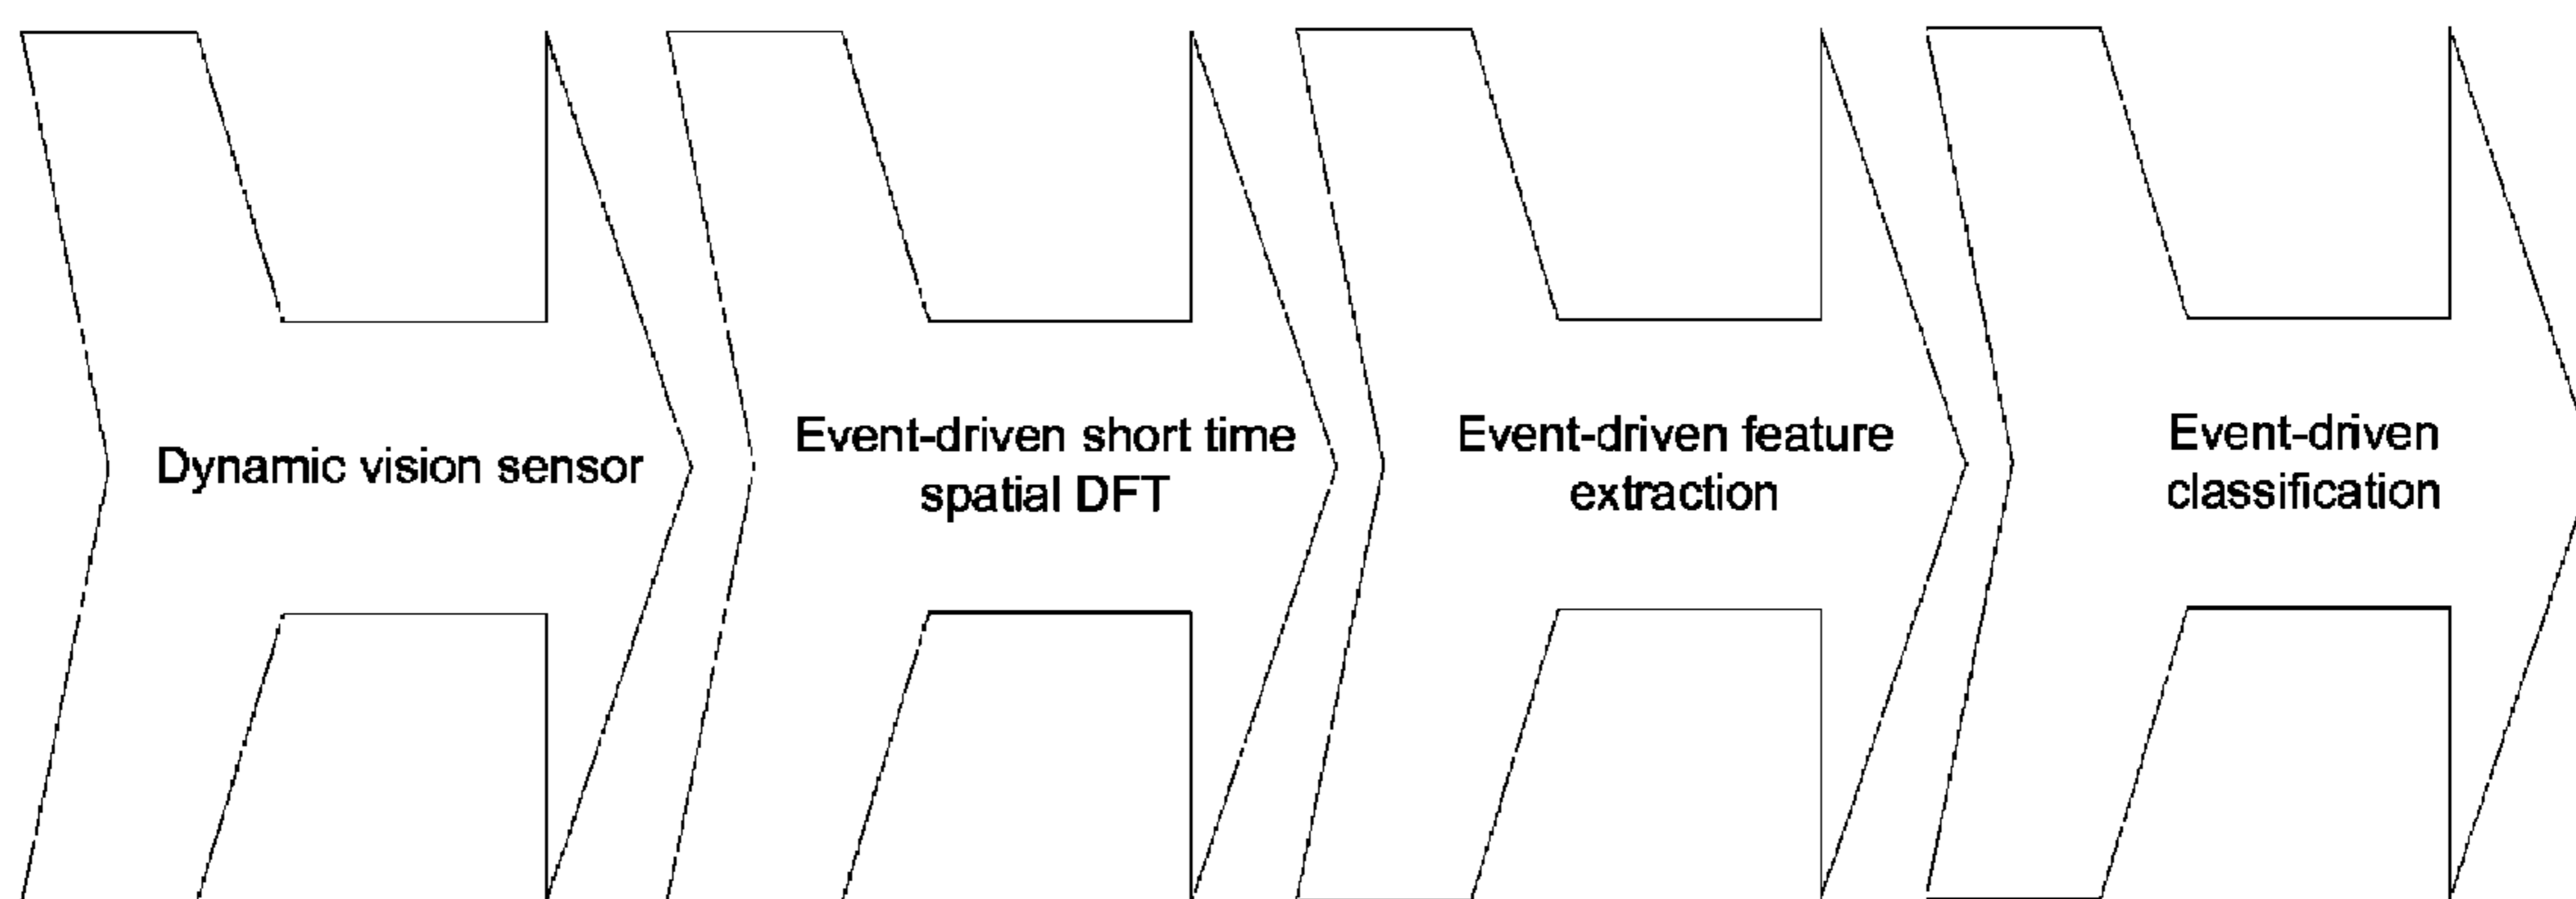 Dynamic vision sensor
Event-driven short time
spatial DFT
Event-driven feature
extraction
Event-driven
classification